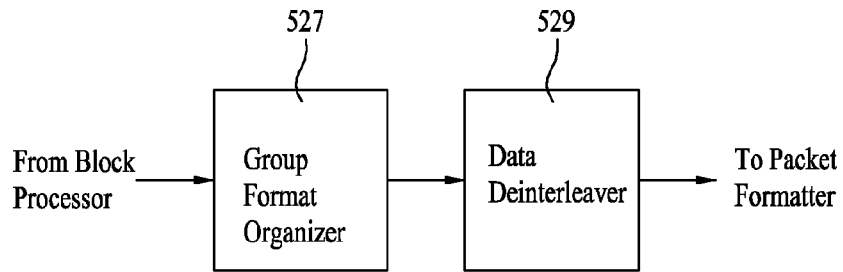 527
529
From Block
Processor
Group
Format
Organizer
Data
Deinterleaver
To Packet
Formatter